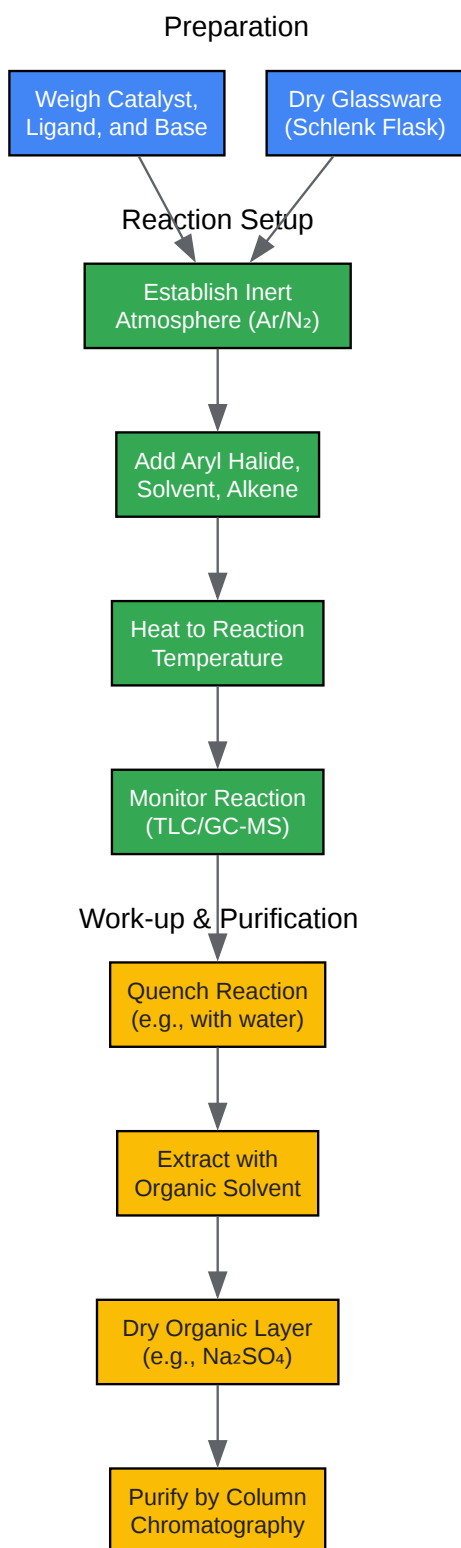 Preparation
Weigh Catalyst,
Ligand, and Base
Dry Glassware
(Schlenk Flask)
Reaction Setup
Establish Inert
Atmosphere (Ar/N₂)
Add Aryl Halide,
Solvent, Alkene
Heat to Reaction
Temperature
Monitor Reaction
(TLC/GC-MS)
Work-up & Purification
Quench Reaction
(e.g., with water)
Extract with
Organic Solvent
Dry Organic Layer
(e.g., Na₂SO₄)
Purify by Column
Chromatography